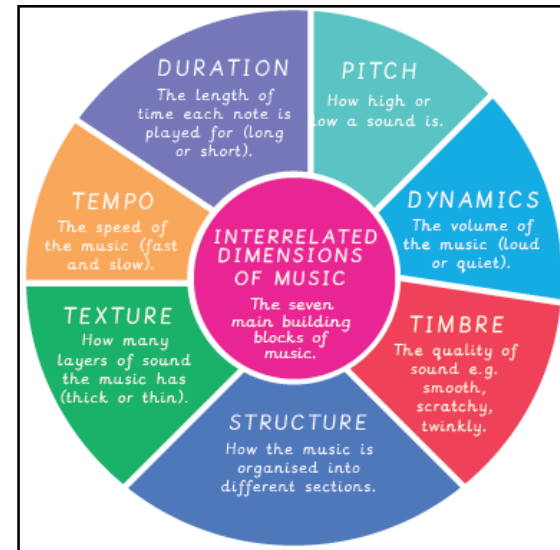 DURATION
The length of
time each note is
played for (long
or short).
PITCH
How high or
low a sound is.
DYNAMICS
The volume of
the music (loud
or quiet).
TIMBRE
The quality of
sound e.g.
smooth,
scratchy,
twinkly.
STRUCTURE
How the music is
organised into
different sections.
TEXTURE
How many
layers of sound
the music has
(thick or thin).
TEMPO
The speed of
the music (fast
and slow).
INTERRELATED
DIMENSIONS
OF MUSIC
The seven
main building
blocks of
music.